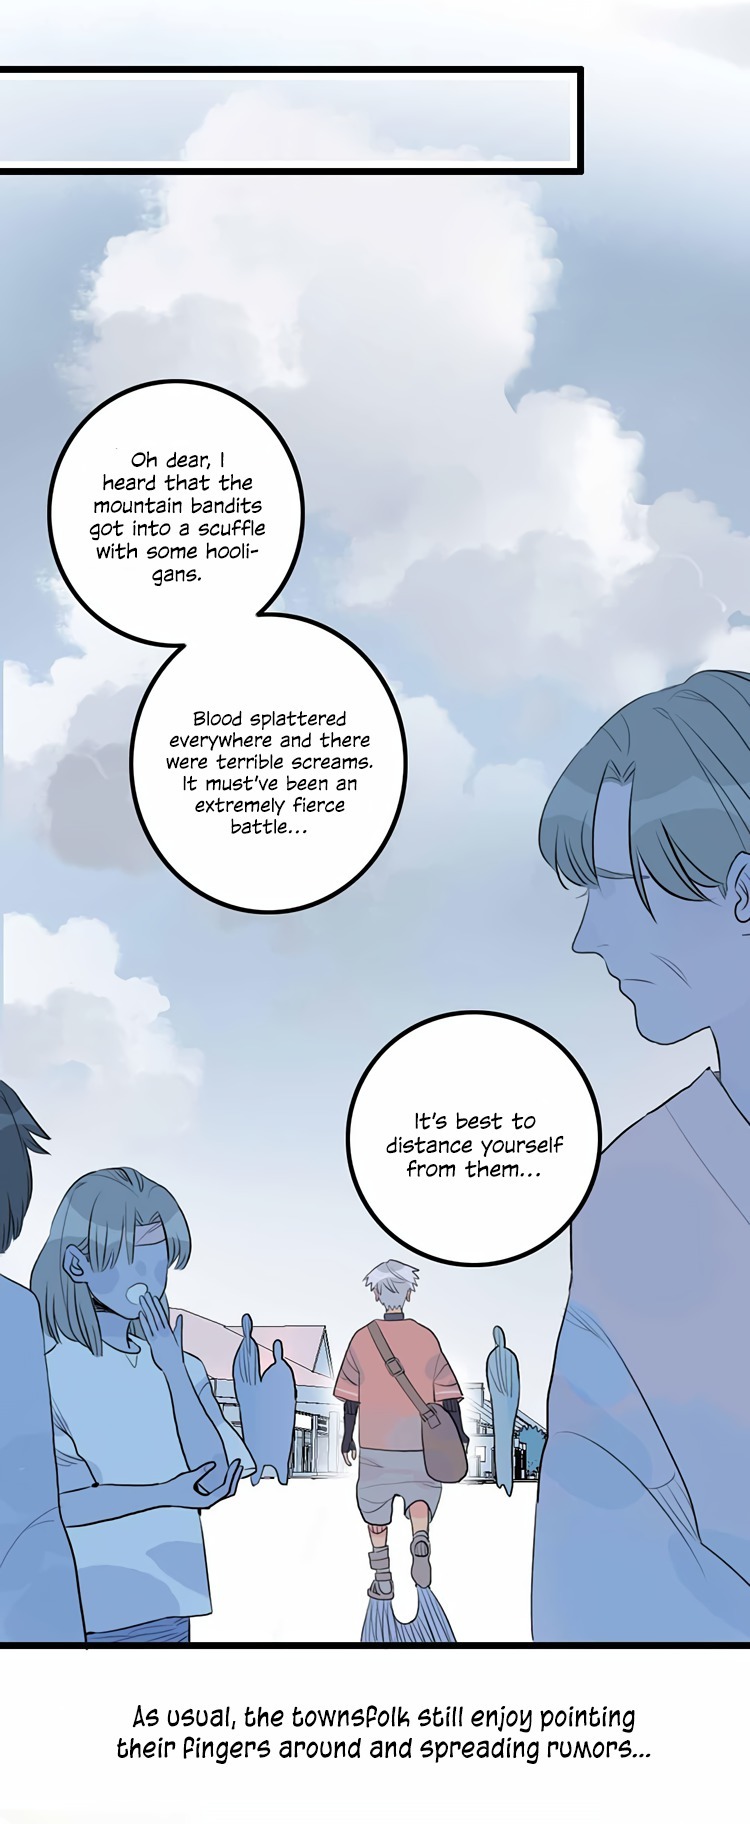 Oh dear, I
heard that the
mountain bandits
got into a scuffle
with some hooli-
gans.
Blood splattered
everywhere and there
were terrible screams.
It must've been an
extremely fierce
battle...
It's best to
distance yourself
from them...
As usual, the townsfolk still enjoy pointing
their fingers around and spreading rumors...